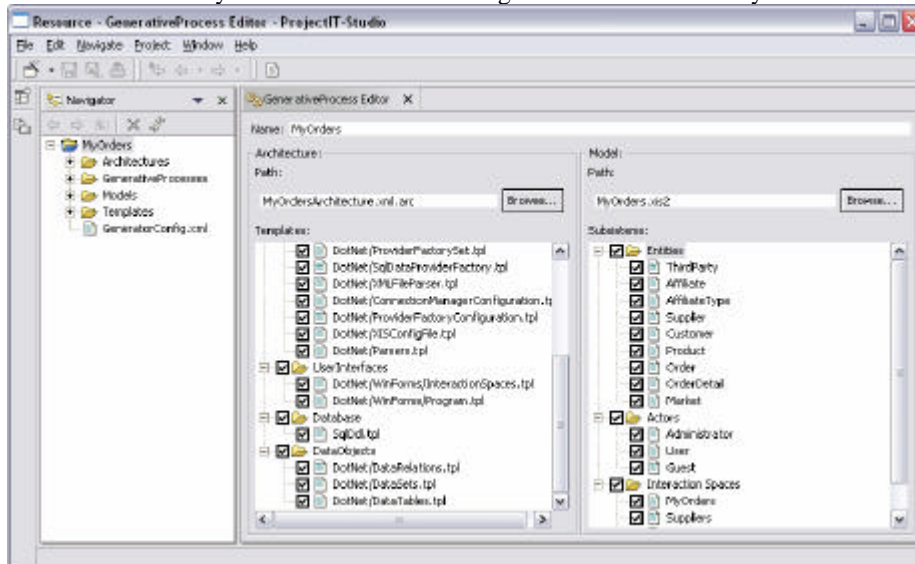 Resource - GenerativeProcess Editor - ProjectIT-Studio
File Edit Navigate Project Window Help
Navigator
GenerativeProcess Editor
MyOrders
Architectures
GenerativeProcesses
Models
Templates
GeneratorConfig.xml
Name: MyOrders
Architecture:
Path:
MyOrdersArchitecture.xml.arc
Browse...
Templates:
DotNet/ProviderFactorySet.tpl
DotNet/SqlDataProviderFactory.tpl
DotNet/XMLFileParser.tpl
DotNet/ConnectionManagerConfiguration.tp
DotNet/ProviderFactoryConfiguration.tpl
DotNet/XISConfigFile.tpl
DotNet/Parsers.tpl
UserInterfaces
DotNet/WinForms/InteractionSpaces.tpl
DotNet/WinForms/Program.tpl
Database
SqlDdl.tpl
DataObjects
DotNet/DataRelations.tpl
DotNet/DataSets.tpl
DotNet/DataTables.tpl
Model:
Path:
MyOrders.xis2
Browse...
Subsistems:
Entities
ThirdParty
Affiliate
AffiliateType
Supplier
Customer
Product
Order
OrderDetail
Market
Actors
Administrator
User
Guest
Interaction Spaces
MyOrders
Suppliers